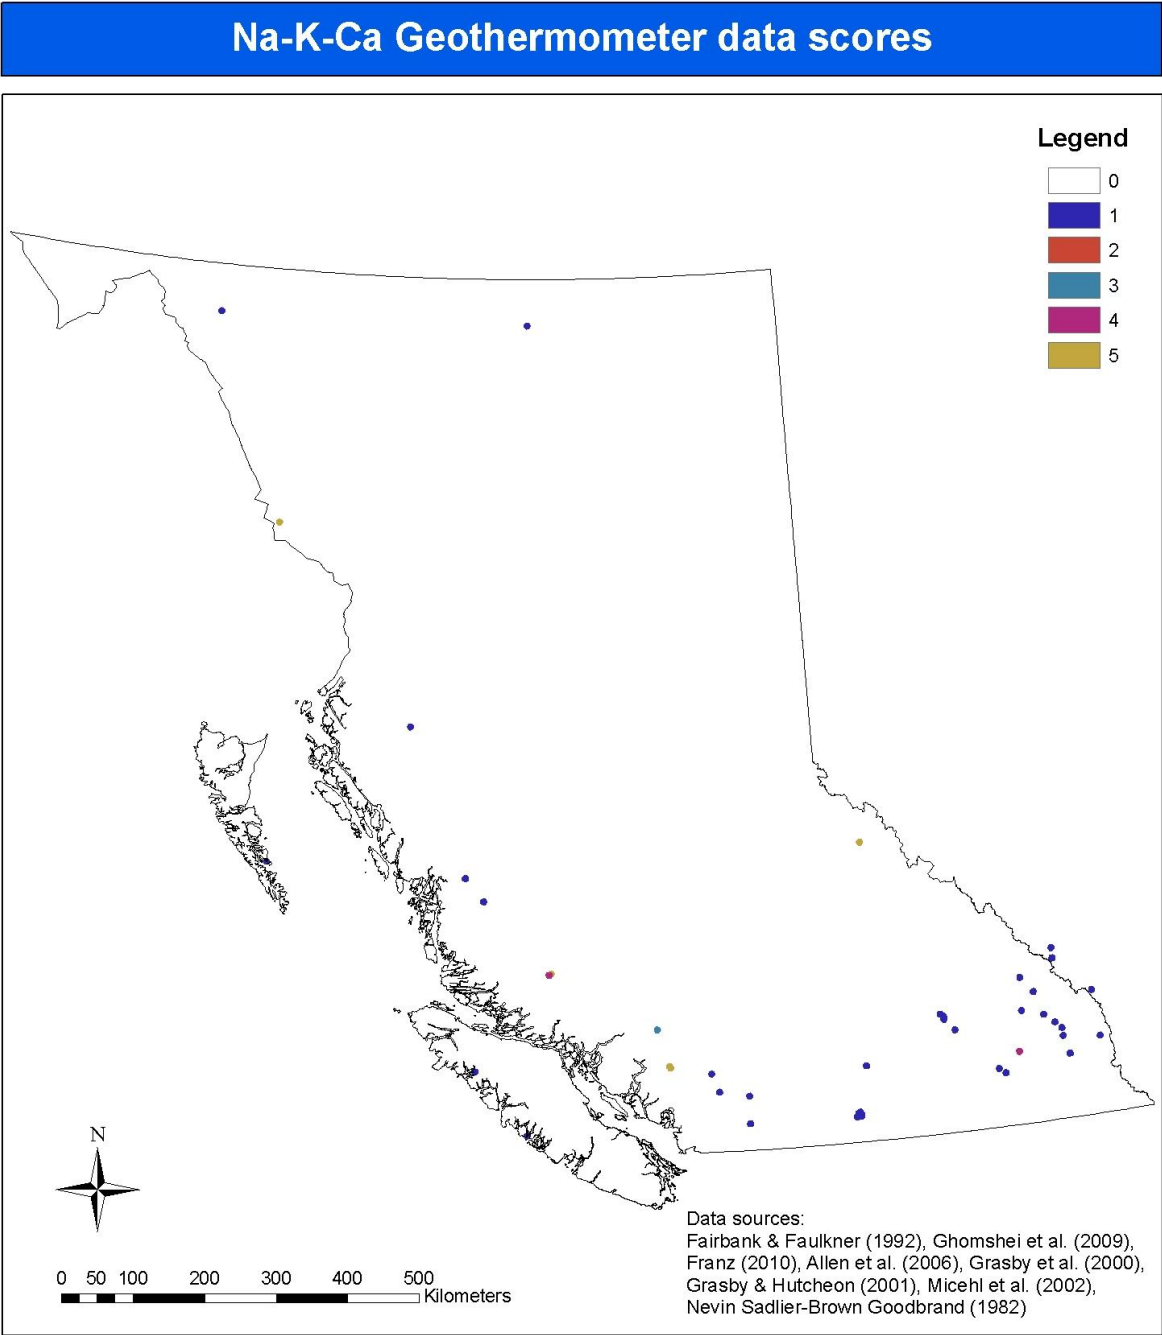 Na-K-Ca Geothermometer data scores
Legend
0
1
2
3
4
5
N
0 50 100 200 300 400 500
Kilometers
Data sources:
Fairbank & Faulkner (1992), Ghomshei et al. (2009),
Franz (2010), Allen et al. (2006), Grasby et al. (2000),
Grasby & Hutcheon (2001), Micehl et al. (2002),
Nevin Sadlier-Brown Goodbrand (1982)